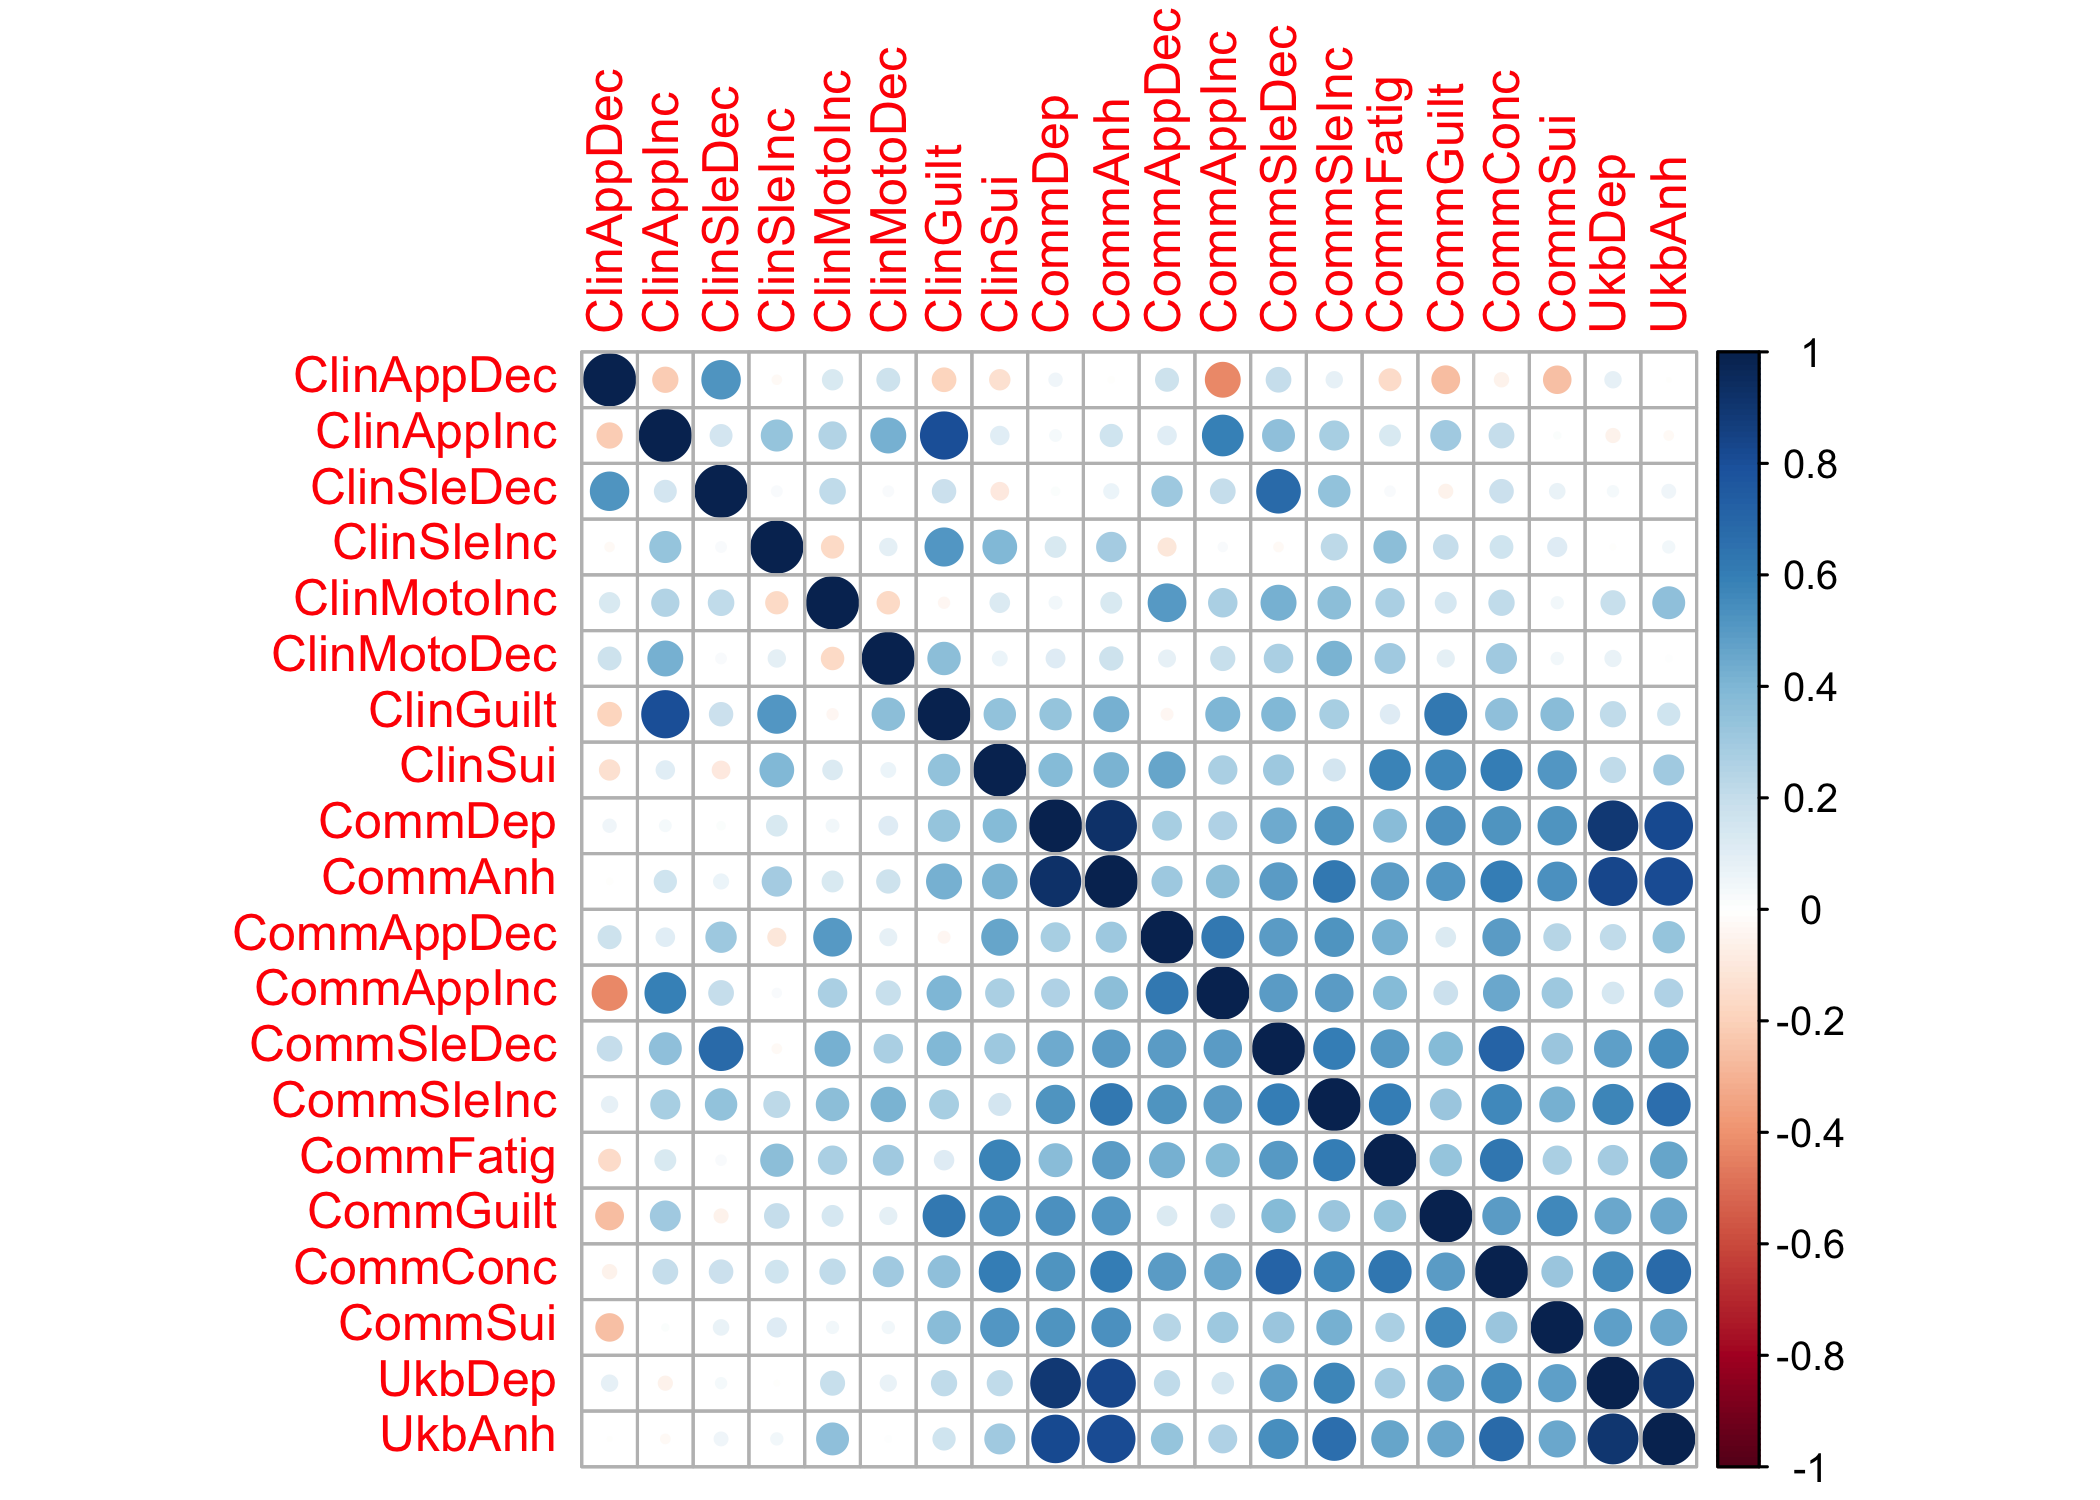 ClinAppDec
ClinAppInc
ClinSleDec
ClinSleInc
ClinMotoInc
ClinMotoDec
ClinGuilt
ClinSui
CommDep
CommAnh
CommAppDec
CommAppInc
CommSleDec
CommSleInc
CommFatig
CommGuilt
CommConc
CommSui
UkbDep
UkbAnh
ClinAppDec
ClinAppInc
ClinSleDec
ClinSleInc
ClinMotoInc
ClinMotoDec
ClinGuilt
ClinSui
CommDep
CommAnh
CommAppDec
CommAppInc
CommSleDec
CommSleInc
CommFatig
CommGuilt
CommConc
CommSui
UkbDep
UkbAnh
1
0.8
0.6
0.4
0.2
0
-0.2
-0.4
-0.6
-0.8
-1